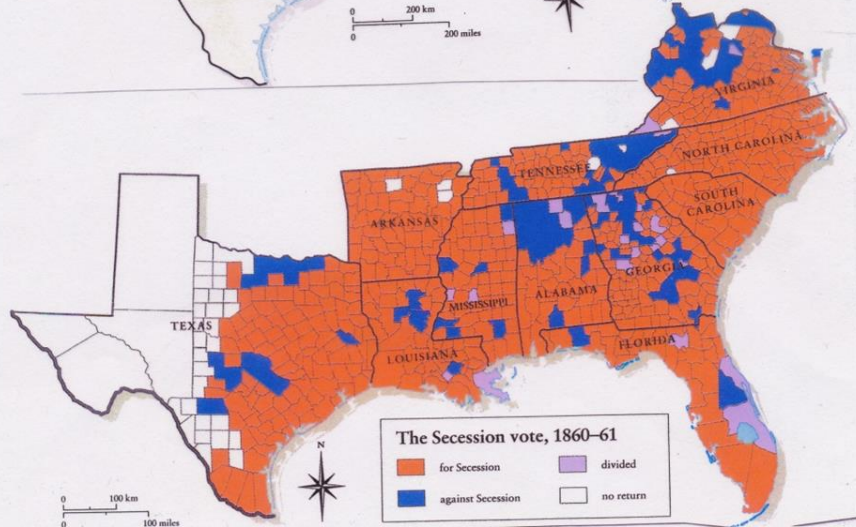 200 km
0
0
200 miles
VIRGINIA
NORTH CAROLINA
TENNESSEE
SOUTH
CAROLINA
ARKANSAS
GEORGIA
ALABAMA
MISSISSIPPI
TEXAS
FLORIDA
LOUISIANA
The Secession vote, 1860–61
for Secession
divided
against Secession
no return
N
0
100 km
0
100 miles